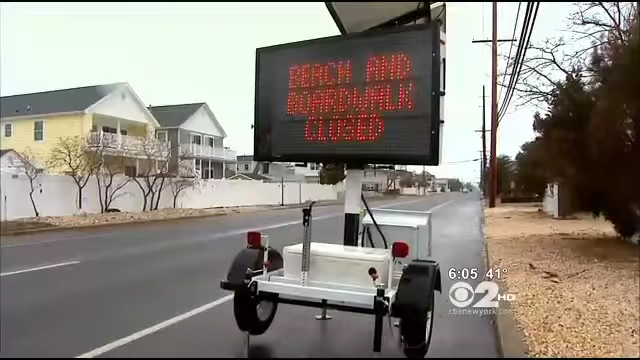 BEACH AND
BOARDWALK
CLOSED
6:05 41°
2 HD
cbsnewyork.com